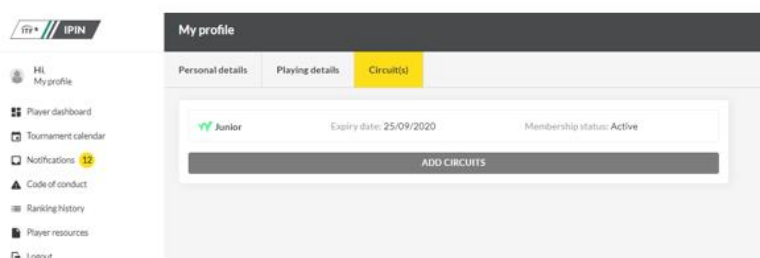 ITF IPIN
My profile
Hi,
My profile
Personal details
Playing details
Circuit(s)
Player dashboard
Tournament calendar
Notifications 12
Code of conduct
Ranking history
Player resources
Logout
Junior
Expiry date: 25/09/2020
Membership status: Active
ADD CIRCUITS